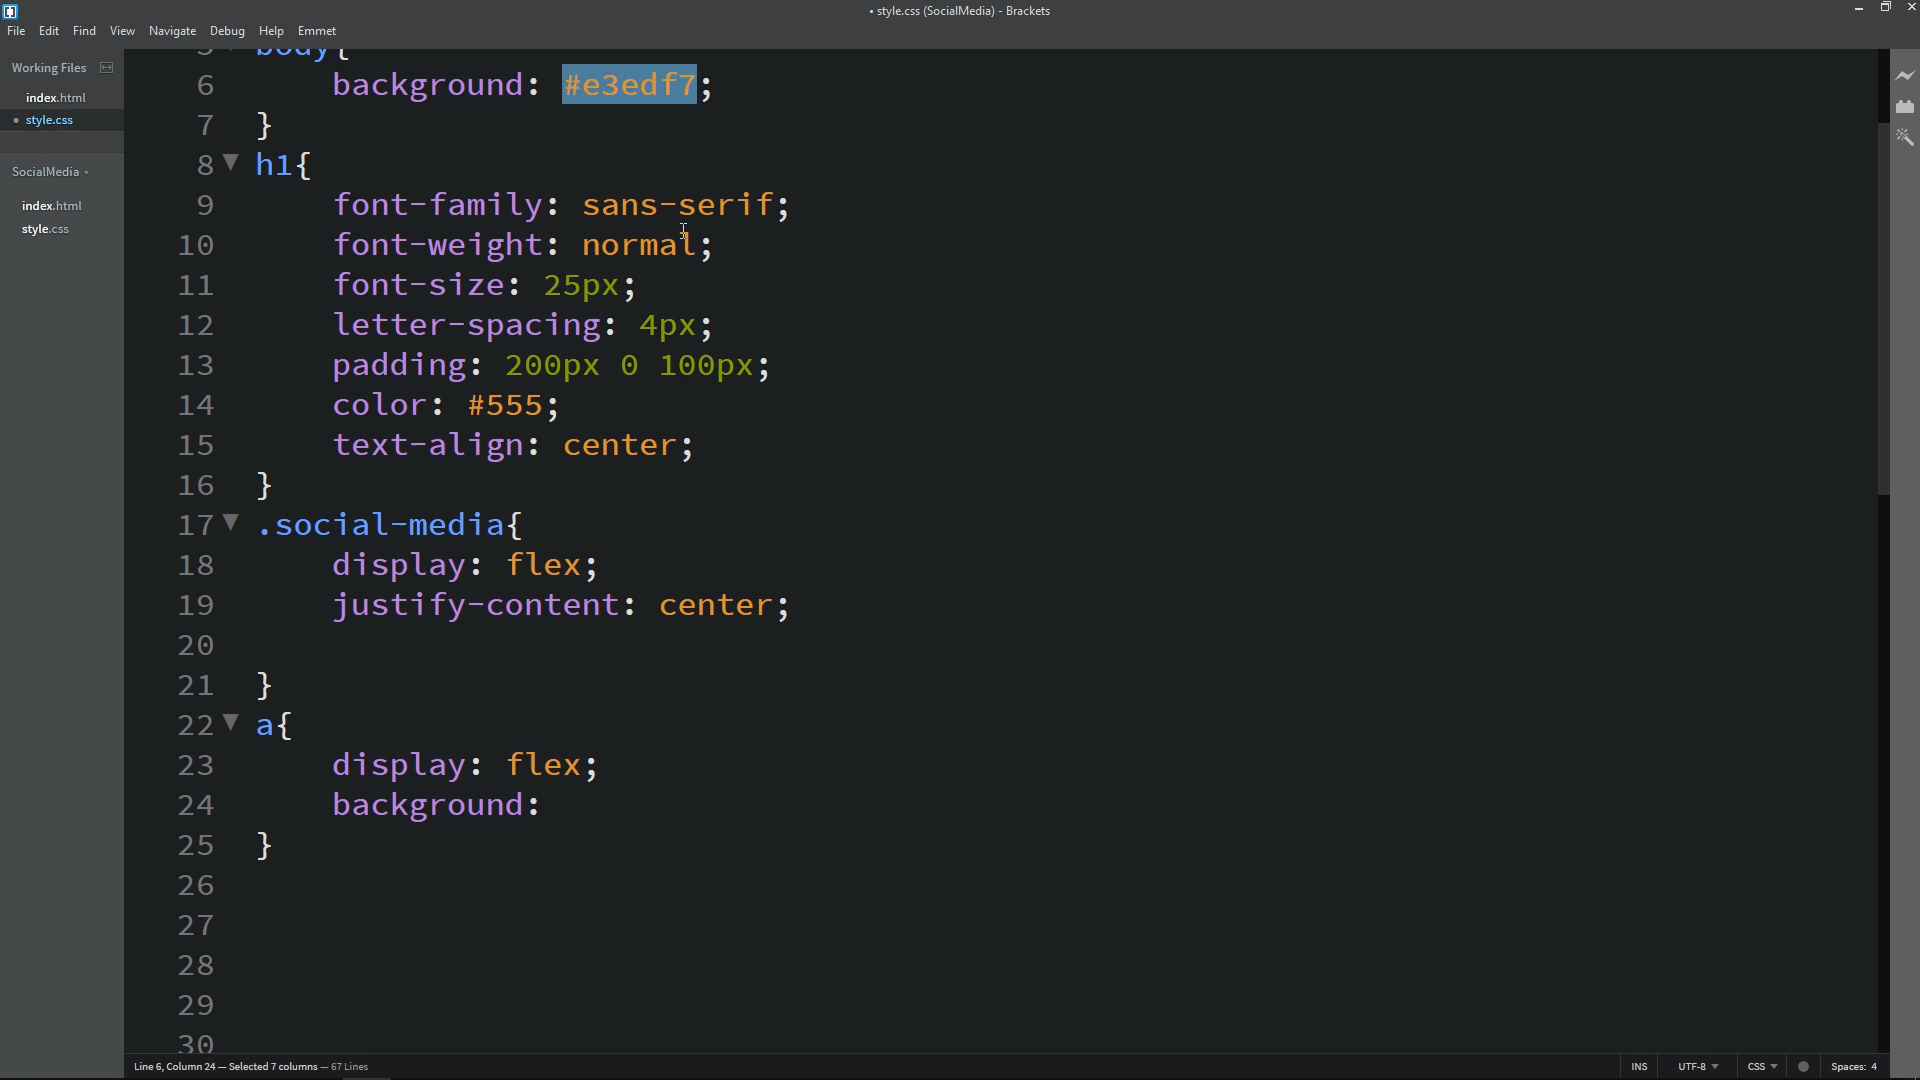 • style.css (SocialMedia) - Brackets
File Edit Find View Navigate Debug Help Emmet
Working Files
index.html
• style.css
SocialMedia
index.html
style.css
5 body{
6 background: #e3edf7;
7 }
8 h1{
9 font-family: sans-serif;
10 font-weight: normal;
11 font-size: 25px;
12 letter-spacing: 4px;
13 padding: 200px 0 100px;
14 color: #555;
15 text-align: center;
16 }
17 .social-media{
18 display: flex;
19 justify-content: center;
20
21 }
22 a{
23 display: flex;
24 background:
25 }
26
27
28
29
30
Line 6, Column 24 — Selected 7 columns — 67 Lines
INS UTF-8 CSS Spaces: 4